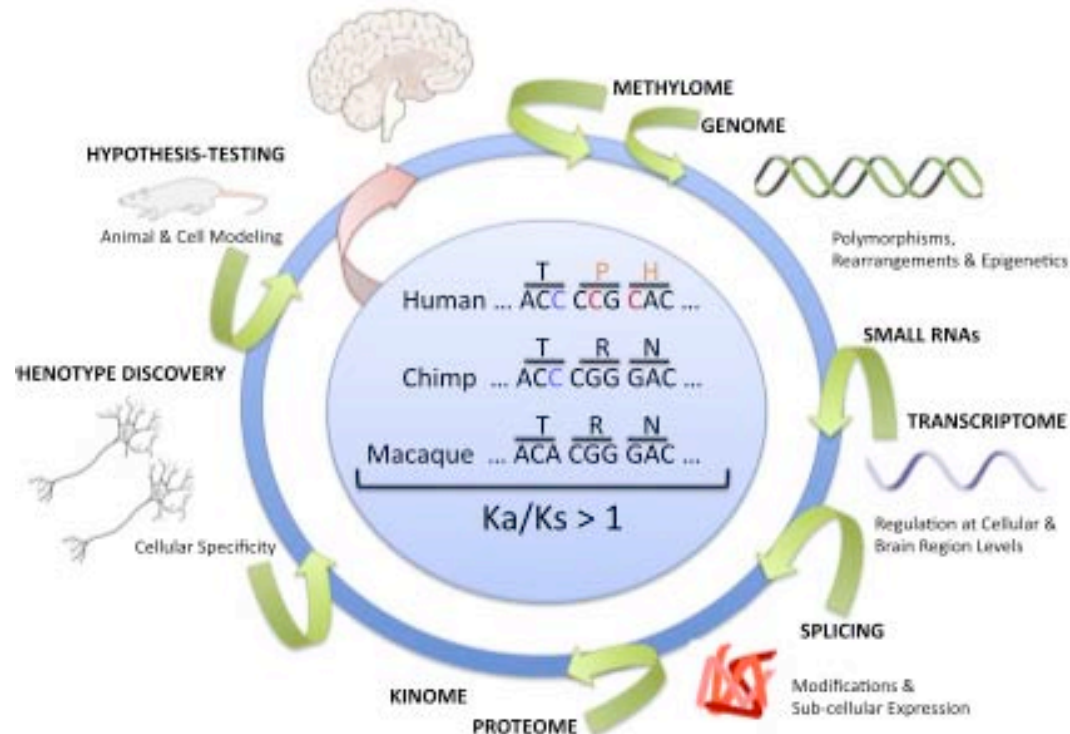 METHYLOME
GENOME
HYPOTHESIS-TESTING
Animal & Cell Modeling
Polymorphisms,
Rearrangements & Epigenetics
T P H
Human ... ACC CCG CAC ...
T R N
Chimp ... ACC CGG GAC ...
T R N
Macaque ... ACA CGG GAC ...
Ka/Ks > 1
SMALL RNAs
TRANSCRIPTOME
Regulation at Cellular &
Brain Region Levels
PHENOTYPE DISCOVERY
Cellular Specificity
SPLICING
Modifications &
Sub-cellular Expression
KINOME
PROTEOME